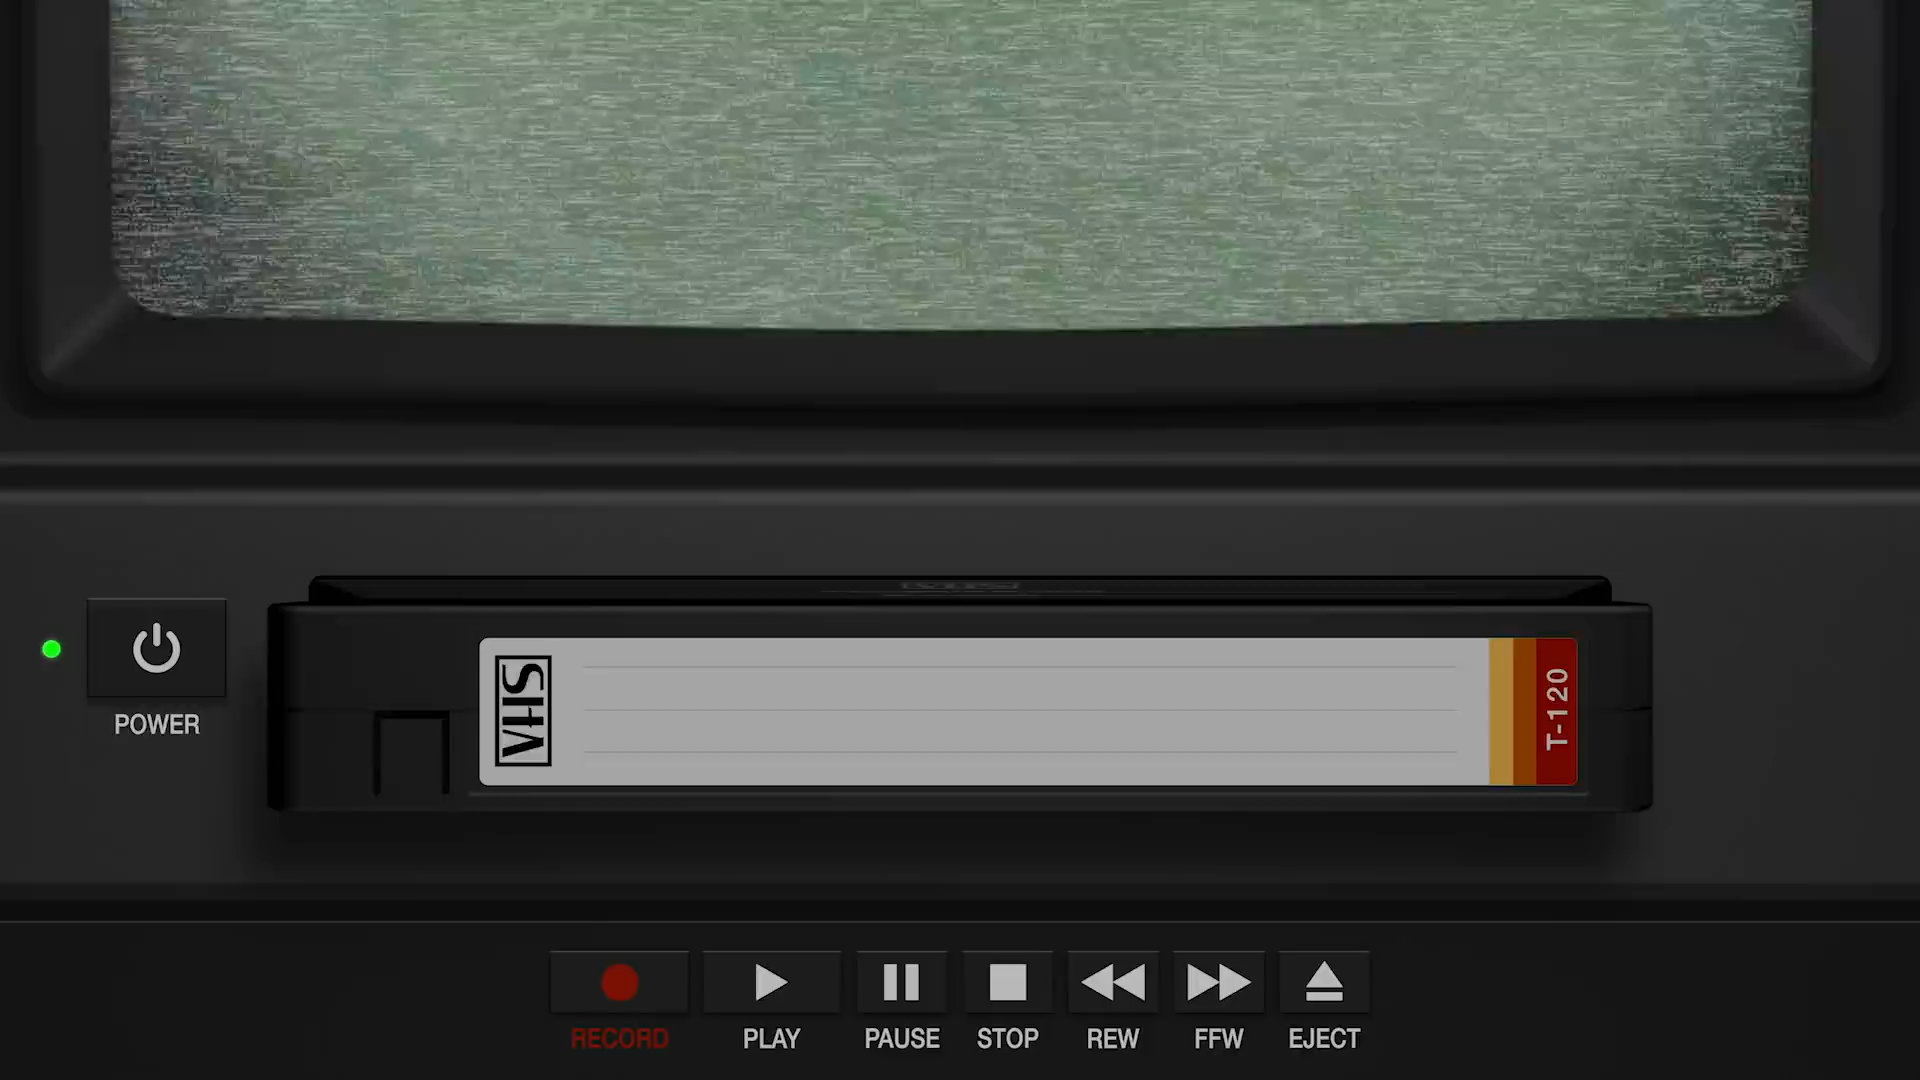 VHS
T-120
POWER
RECORD
PLAY
PAUSE
STOP
REW
FFW
EJECT